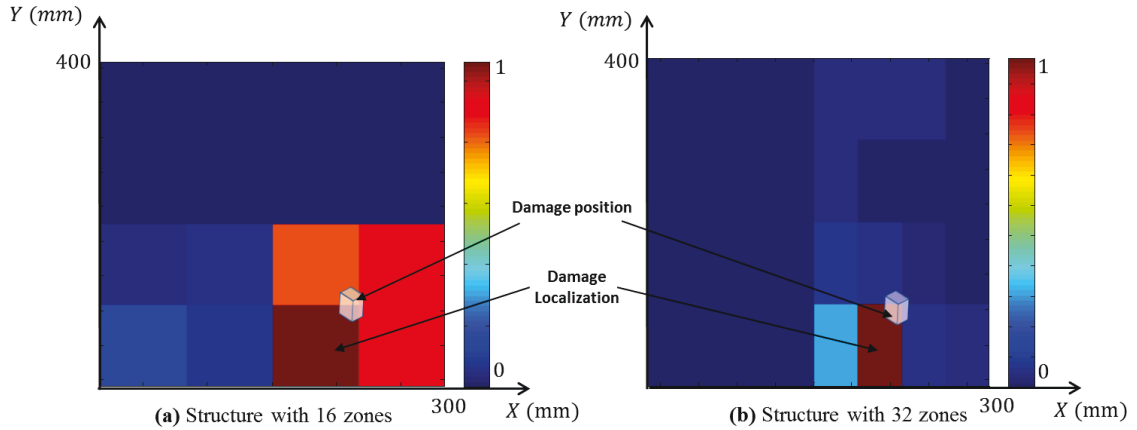 Y (mm)
400
1
0
300
X (mm)
(a) Structure with 16 zones
Damage position
Damage
Localization
Y (mm)
400
1
0
300
X (mm)
(b) Structure with 32 zones